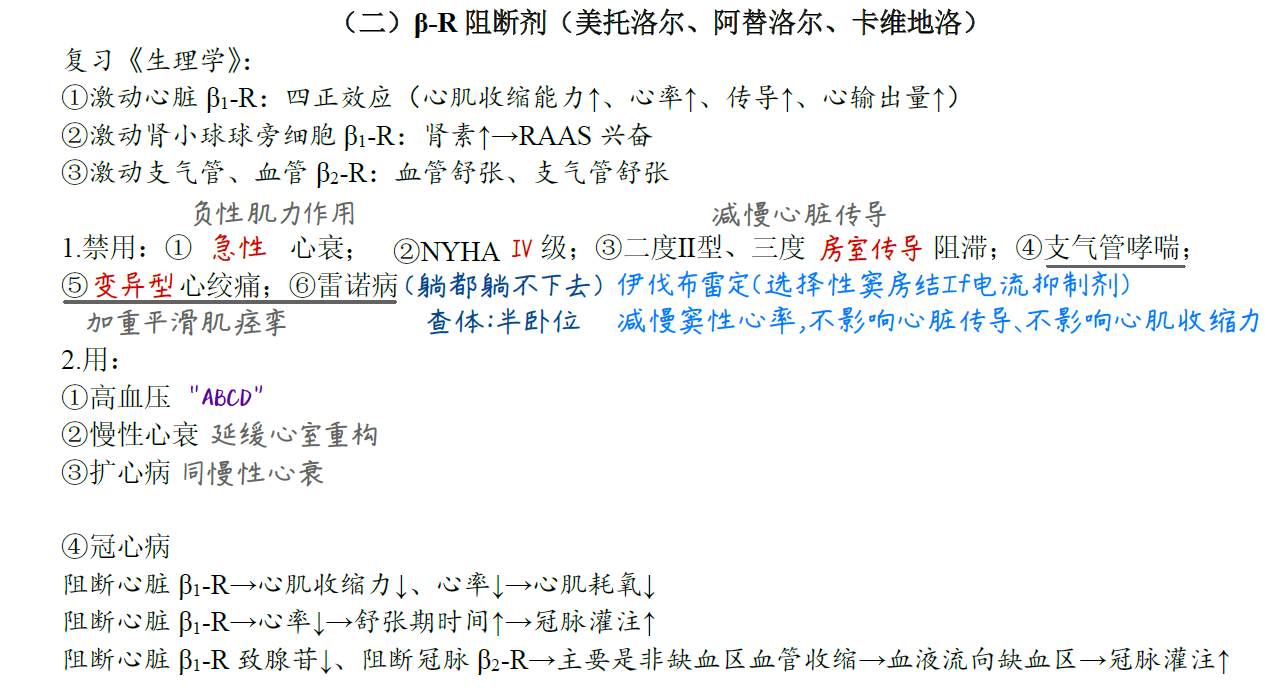 （二）β-R 阻断剂（美托洛尔、阿替洛尔、卡维地洛）
复习《生理学》：
①激动心脏 β1-R：四正效应（心肌收缩能力↑、心率↑、传导↑、心输出量↑）
②激动肾小球球旁细胞 β1-R：肾素↑→RAAS 兴奋
③激动支气管、血管 β2-R：血管舒张、支气管舒张
负性肌力作用 减慢心脏传导
1.禁用：① 急性 心衰； ②NYHA IV 级；③二度II型、三度 房室传导 阻滞；④支气管哮喘；
⑤变异型心绞痛；⑥雷诺病(躺都躺不下去) 伊伐布雷定(选择性窦房结If电流抑制剂)
加重平滑肌痉挛 查体:半卧位 减慢窦性心率,不影响心脏传导、不影响心肌收缩力
2.用：
①高血压 "ABCD"
②慢性心衰 延缓心室重构
③扩心病 同慢性心衰
④冠心病
阻断心脏 β1-R→心肌收缩力↓、心率↓→心肌耗氧↓
阻断心脏 β1-R→心率↓→舒张期时间↑→冠脉灌注↑
阻断心脏 β1-R 致腺苷↓、阻断冠脉 β2-R→主要是非缺血区血管收缩→血液流向缺血区→冠脉灌注↑